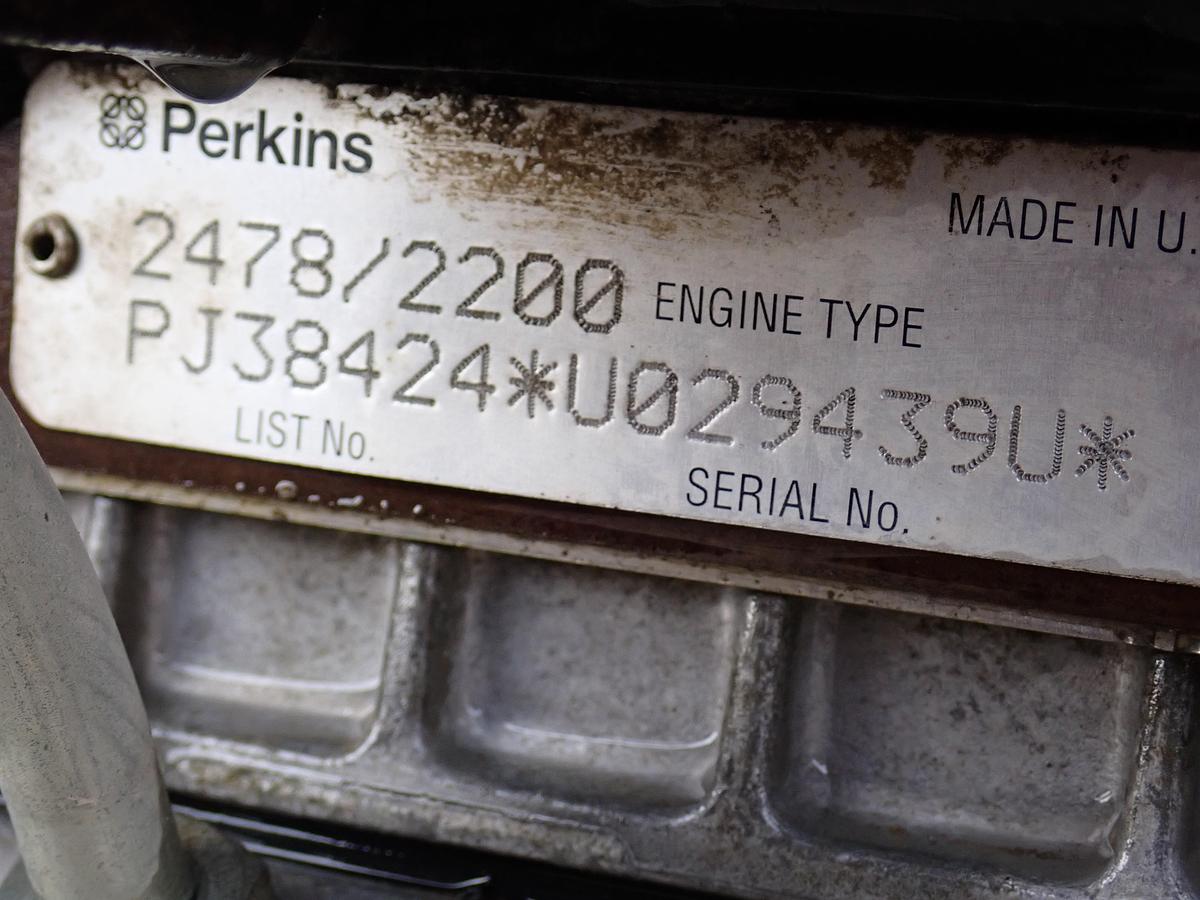 Perkins
MADE IN U.
2478/2200 ENGINE TYPE
PJ38424*U029439U*
LIST No.
SERIAL No.